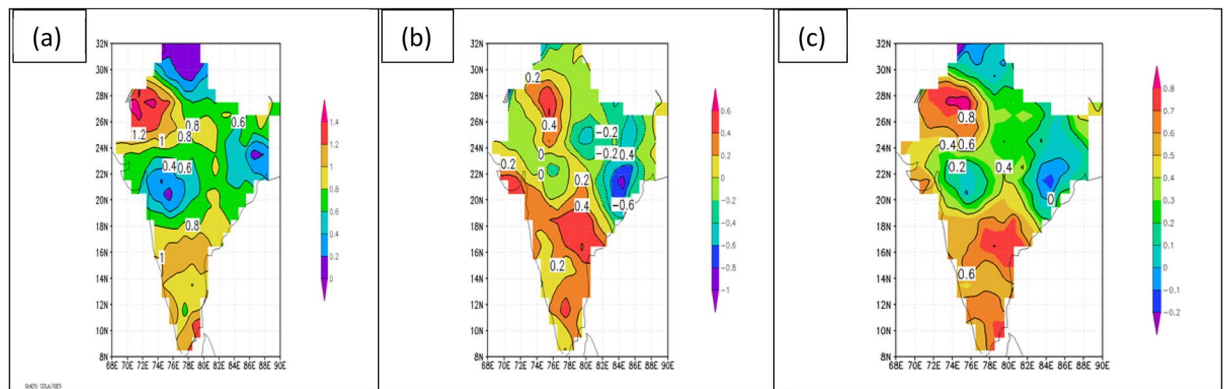 (a)
32N
30N
28N
26N
24N
22N
20N
18N
16N
14N
12N
10N
8N
68E 70E 72E 74E 76E 78E 80E 82E 84E 86E 88E 90E
1.2
1
0.8
0.8
0.6
0.4
0.6
0.8
1
1.4
1.2
1
0.8
0.6
0.4
0.2
0
(b)
32N
30N
28N
26N
24N
22N
20N
18N
16N
14N
12N
10N
8N
68E 70E 72E 74E 76E 78E 80E 82E 84E 86E 88E 90E
0.2
0.4
-0.2
-0.2
0.4
0
0.2
0
0.2
0.4
-0.6
0.2
0.6
0.4
0.2
0
-0.2
-0.4
-0.6
-0.8
-1
(c)
32N
30N
28N
26N
24N
22N
20N
18N
16N
14N
12N
10N
8N
68E 70E 72E 74E 76E 78E 80E 82E 84E 86E 88E 90E
0.8
0.4
0.6
0.2
0.4
0
0.6
0.8
0.7
0.6
0.5
0.4
0.3
0.2
0.1
0
-0.1
-0.2
GrADS: COLA/IGES